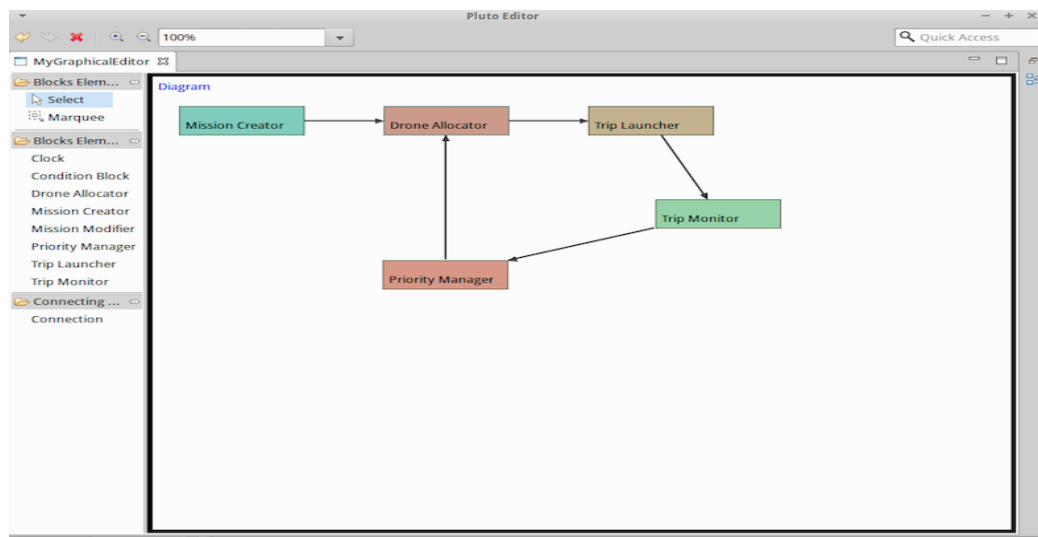 Pluto Editor
100%
Quick Access
MyGraphicalEditor
Blocks Elem...
Select
Marquee
Blocks Elem...
Clock
Condition Block
Drone Allocator
Mission Creator
Mission Modifier
Priority Manager
Trip Launcher
Trip Monitor
Connecting ...
Connection
Diagram
Mission Creator
Drone Allocator
Trip Launcher
Trip Monitor
Priority Manager